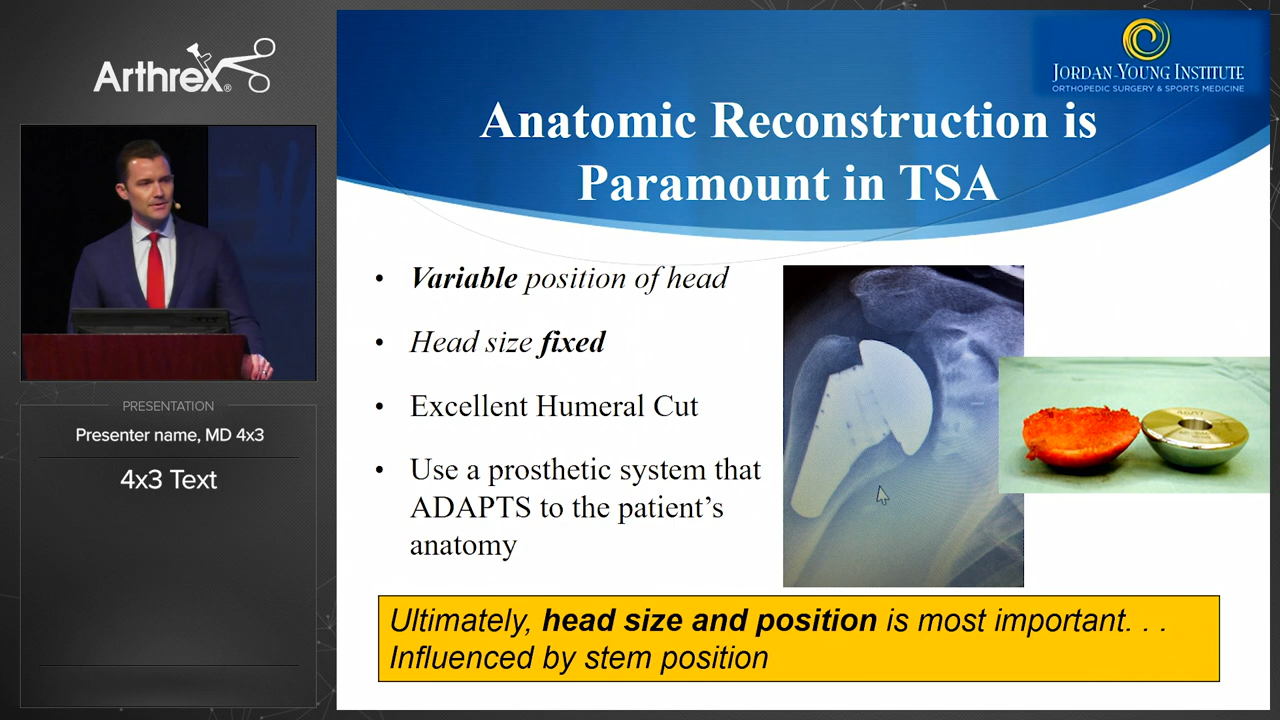 Arthrex®
PRESENTATION
Presenter name, MD 4x3
4x3 Text
JORDAN-YOUNG INSTITUTE
ORTHOPEDIC SURGERY & SPORTS MEDICINE
Anatomic Reconstruction is
Paramount in TSA
• Variable position of head
• Head size fixed
• Excellent Humeral Cut
• Use a prosthetic system that
ADAPTS to the patient's
anatomy
Ultimately, head size and position is most important. . .
Influenced by stem position